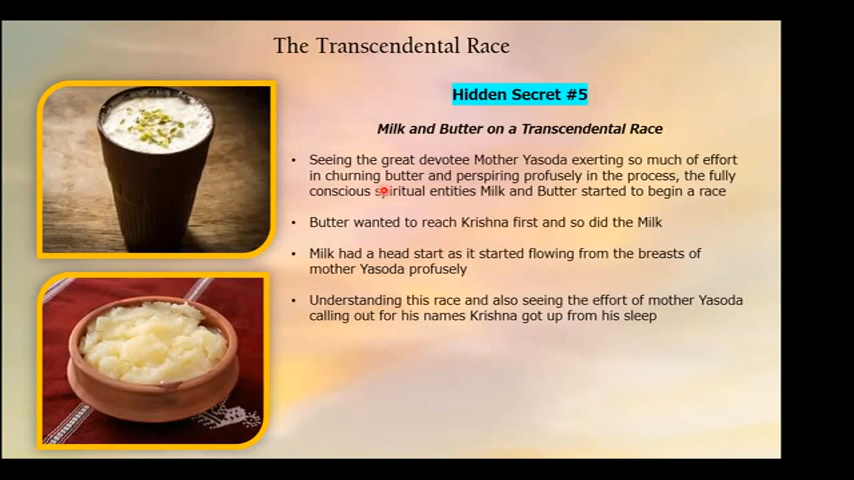 The Transcendental Race
Hidden Secret #5
Milk and Butter on a Transcendental Race
• Seeing the great devotee Mother Yasoda exerting so much of effort
in churning butter and perspiring profusely in the process, the fully
conscious spiritual entities Milk and Butter started to begin a race
• Butter wanted to reach Krishna first and so did the Milk
• Milk had a head start as it started flowing from the breasts of
mother Yasoda profusely
• Understanding this race and also seeing the effort of mother Yasoda
calling out for his names Krishna got up from his sleep